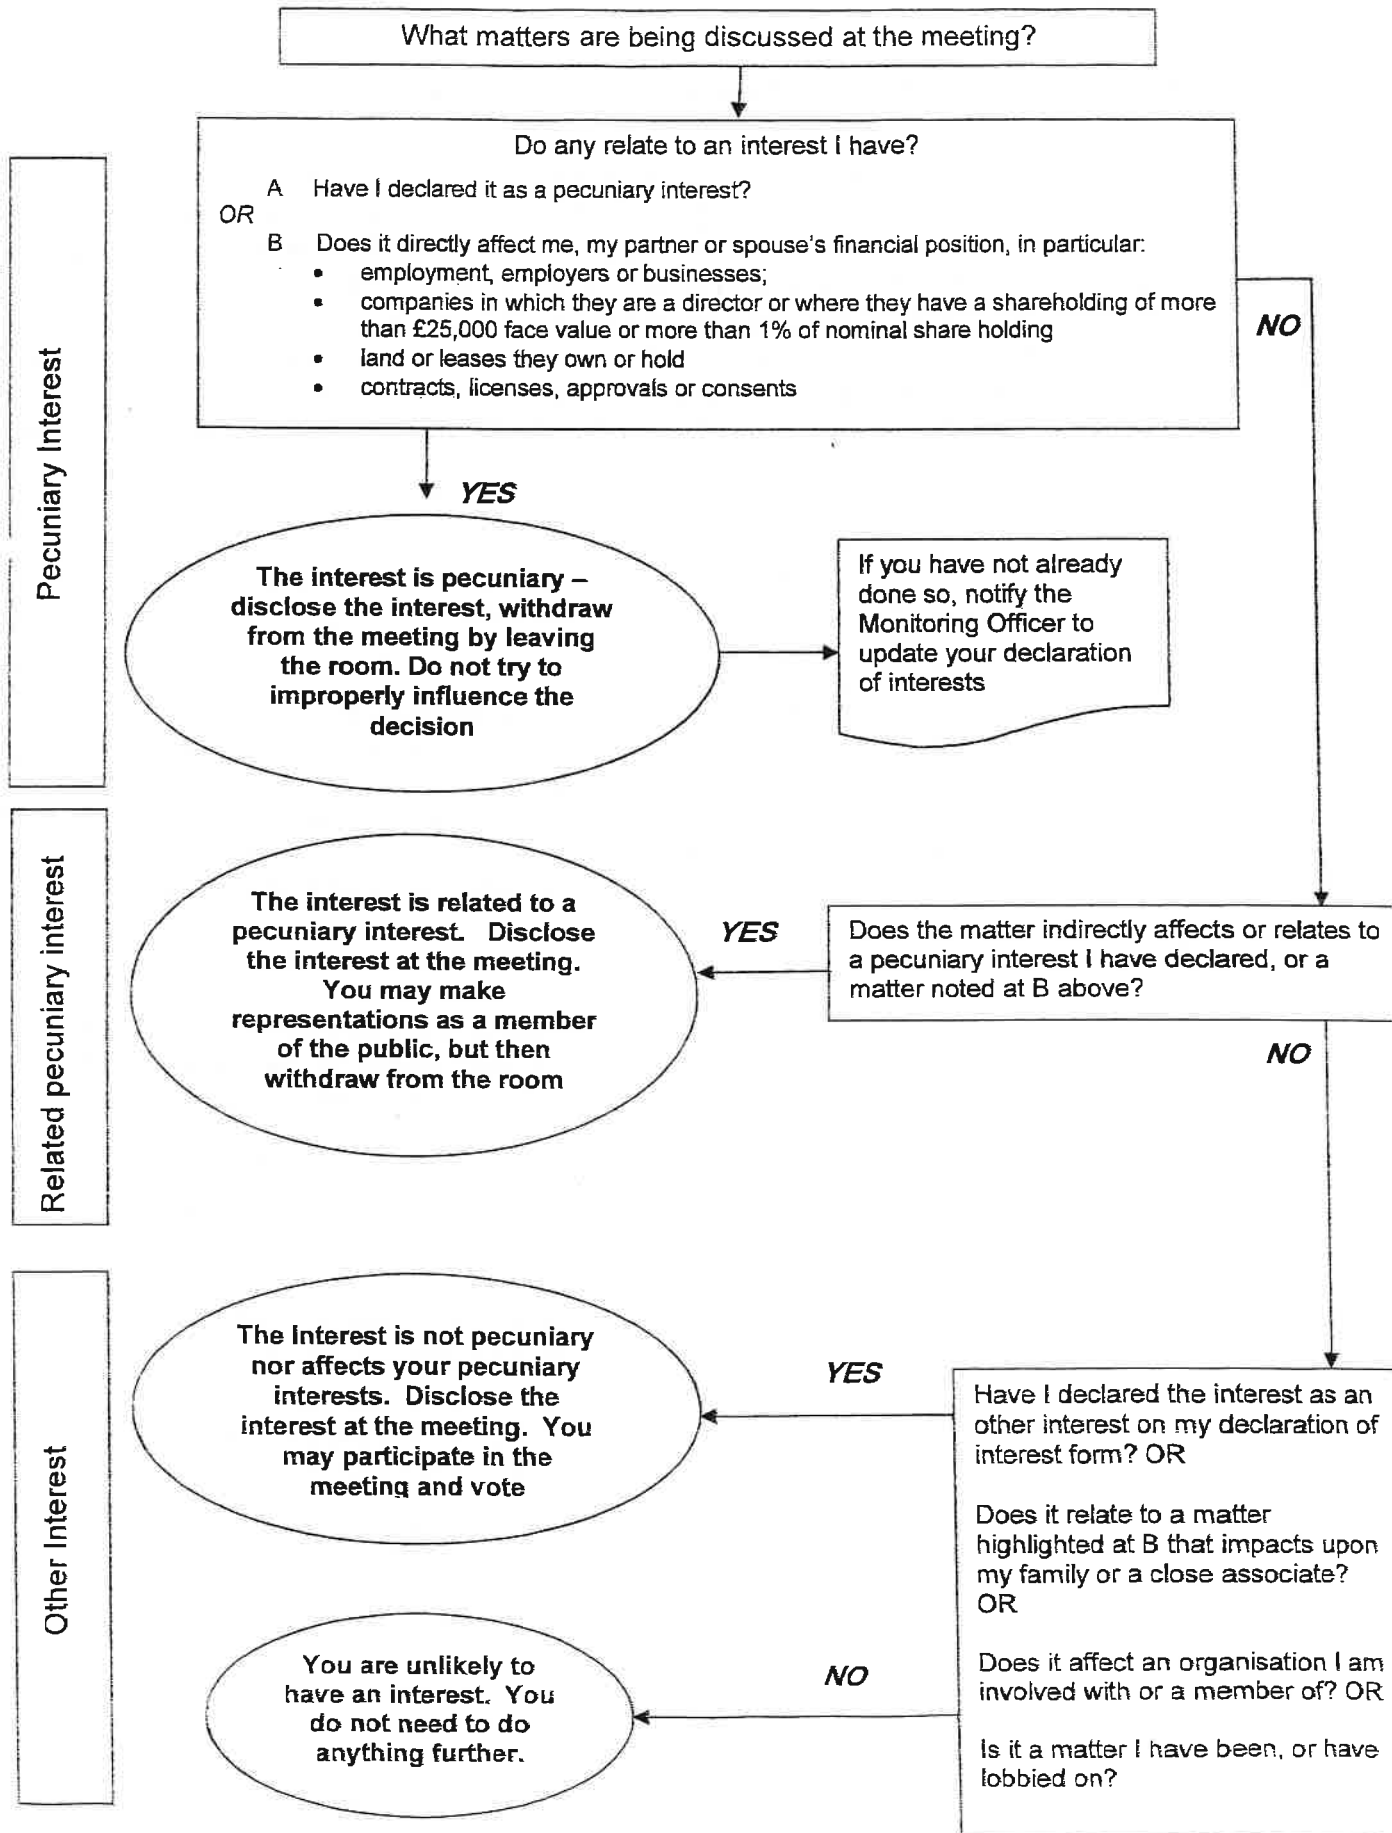 What matters are being discussed at the meeting?
Do any relate to an interest I have?
A Have I declared it as a pecuniary interest?
OR
B Does it directly affect me, my partner or spouse's financial position, in particular:
• employment, employers or businesses;
• companies in which they are a director or where they have a shareholding of more
than £25,000 face value or more than 1% of nominal share holding
• land or leases they own or hold
• contracts, licenses, approvals or consents
NO
Pecuniary Interest
YES
The interest is pecuniary –
disclose the interest, withdraw
from the meeting by leaving
the room. Do not try to
improperly influence the
decision
If you have not already
done so, notify the
Monitoring Officer to
update your declaration
of interests
Related pecuniary interest
The interest is related to a
pecuniary interest. Disclose
the interest at the meeting.
You may make
representations as a member
of the public, but then
withdraw from the room
YES
Does the matter indirectly affects or relates to
a pecuniary interest I have declared, or a
matter noted at B above?
NO
Other Interest
The Interest is not pecuniary
nor affects your pecuniary
interests. Disclose the
interest at the meeting. You
may participate in the
meeting and vote
YES
Have I declared the interest as an
other interest on my declaration of
interest form? OR
Does it relate to a matter
highlighted at B that impacts upon
my family or a close associate?
OR
Does it affect an organisation I am
involved with or a member of? OR
Is it a matter I have been, or have
lobbied on?
NO
You are unlikely to
have an interest. You
do not need to do
anything further.